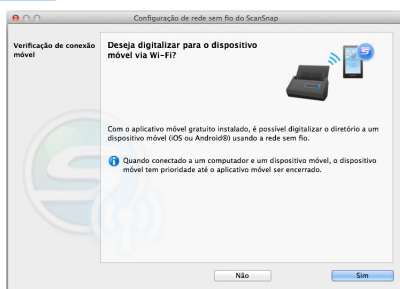 Configuração de rede sem fio do ScanSnap
Verificação de conexão
móvel
Deseja digitalizar para o dispositivo
móvel via Wi-Fi?
Com o aplicativo móvel gratuito instalado, é possível digitalizar o diretório a um
dispositivo móvel (iOS ou Android®) usando a rede sem fio.
Quando conectado a um computador e um dispositivo móvel, o dispositivo
móvel tem prioridade até o aplicativo móvel ser encerrado.
Não
Sim